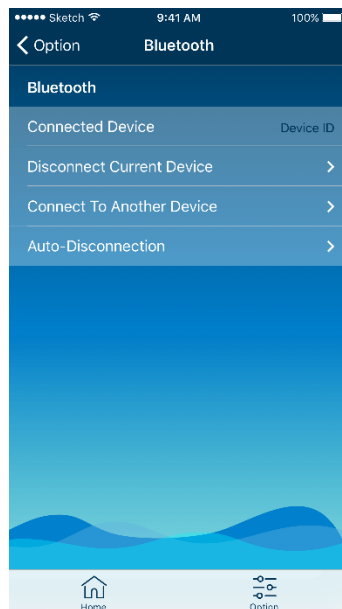 Sketch 9:41 AM 100%
Option Bluetooth
Bluetooth
Connected Device Device ID
Disconnect Current Device
Connect To Another Device
Auto-Disconnection
Home Option